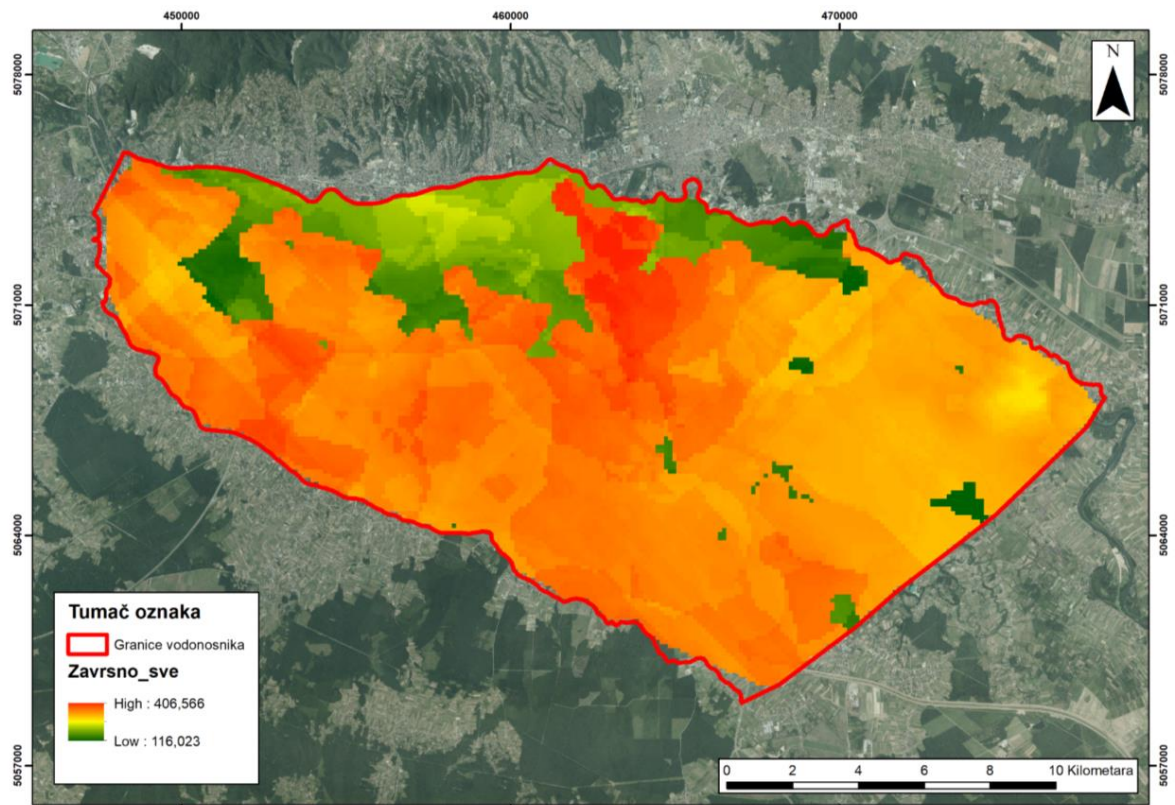 450000 460000 470000
5078000 5078000
N
5071000 5071000
5064000 5064000
Tumač oznaka
Granice vodonosnika
Zavrsno_sve
High : 406,566
Low : 116,023
5057000 5057000
0 2 4 6 8 10 Kilometara